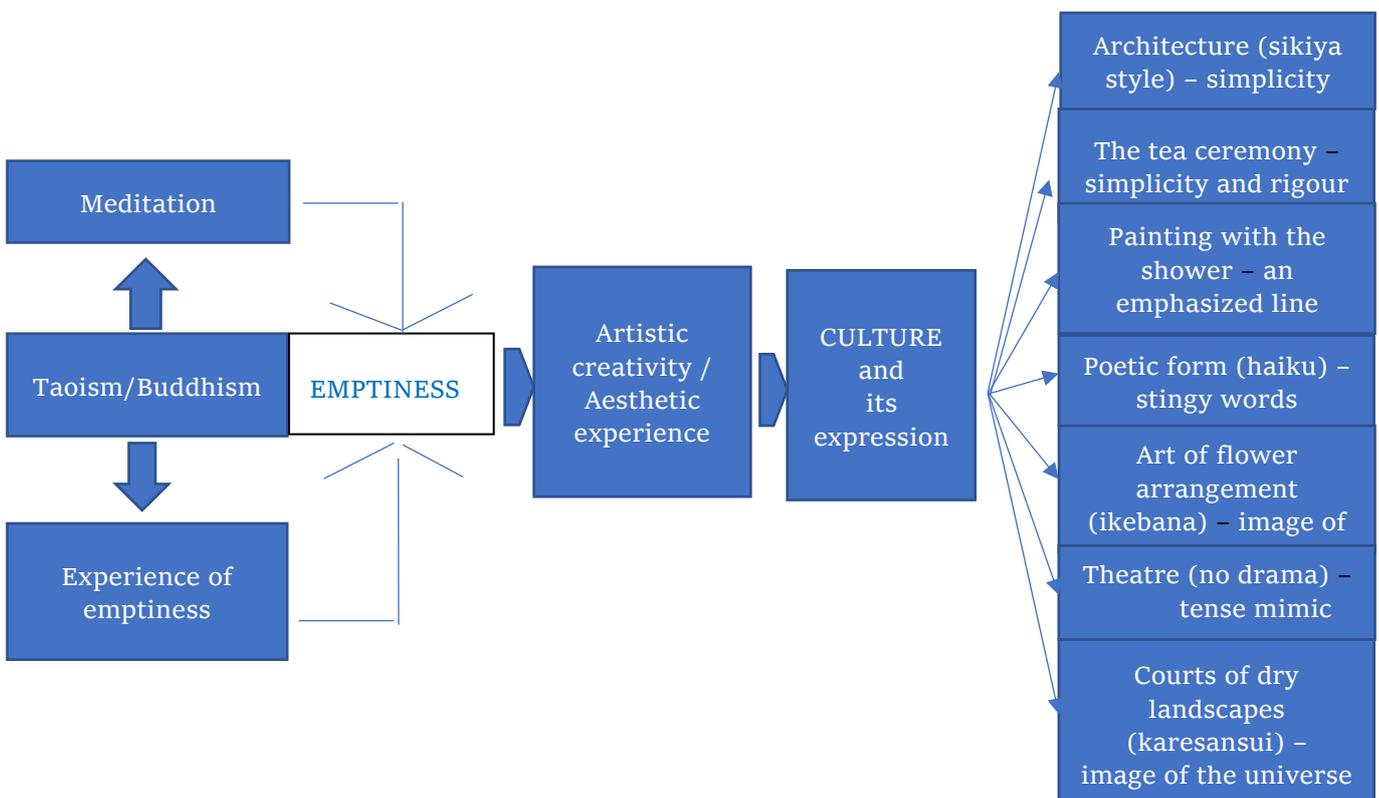 Meditation
Taoism/Buddhism
EMPTINESS
Experience of
emptiness
Artistic
creativity /
Aesthetic
experience
CULTURE
and
its
expression
Architecture (sikiya
style) – simplicity
The tea ceremony –
simplicity and rigour
Painting with the
shower – an
emphasized line
Poetic form (haiku) –
stingy words
Art of flower
arrangement
(ikebana) – image of
Theatre (no drama) –
tense mimic
Courts of dry
landscapes
(karesansui) –
image of the universe